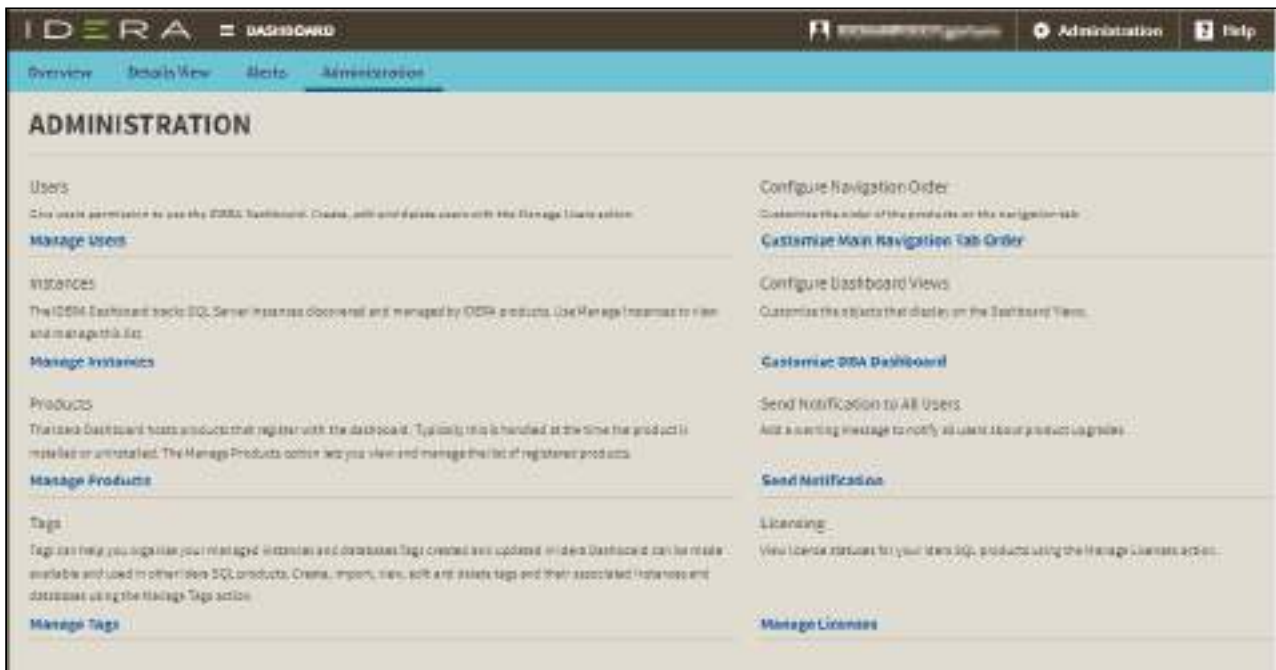 IDERA DASHBOARD
Administration
Help
Overview Details View Alerts Administration
ADMINISTRATION
Users
Give users permission to use the IDERA Dashboard. Create, edit and delete users with the Manage Users action.
Manage Users
Instances
The IDERA Dashboard tracks SQL Server instances discovered and managed by IDERA products. Use Manage Instances to view
and manage this list.
Manage Instances
Products
The Idera Dashboard hosts products that register with the dashboard. Typically, this is handled at the time the product is
installed or uninstalled. The Manage Products option lets you view and manage the list of registered products.
Manage Products
Tags
Tags can help you organize your managed instances and databases Tags created and updated in Idera Dashboard can be made
available and used in other Idera SQL products. Create, import, view, edit and delete tags and their associated instances and
databases using the Manage Tags action.
Manage Tags
Configure Navigation Order
Customize the order of the products on the navigation tab
Customize Main Navigation Tab Order
Configure Dashboard Views
Customize the objects that display on the Dashboard Views.
Customize DBA Dashboard
Send Notification to All Users
Add a warning message to notify all users about product upgrades
Send Notification
Licensing
View license statuses for your Idera SQL products using the Manage Licenses action.
Manage Licenses